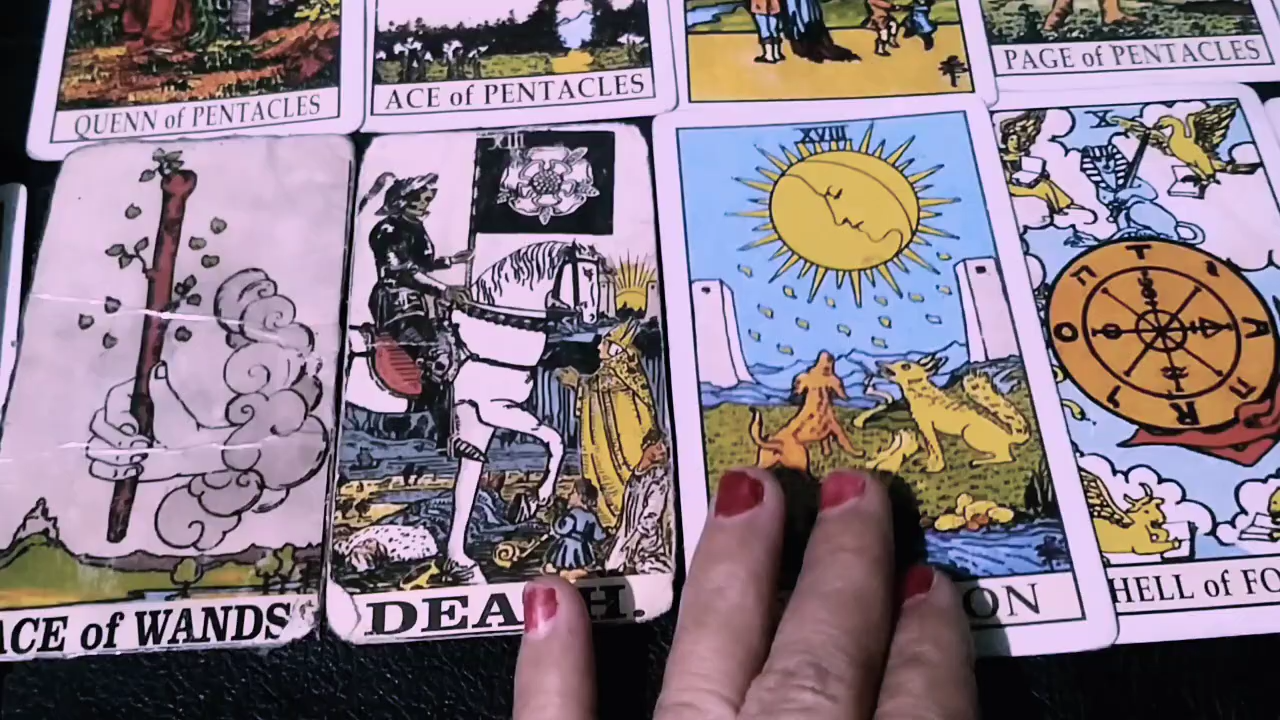 QUENN of PENTACLES
ACE of PENTACLES
PAGE of PENTACLES
XIII
XVIII
X
T A R
ACE of WANDS
DEA H.
ON
HELL of FO